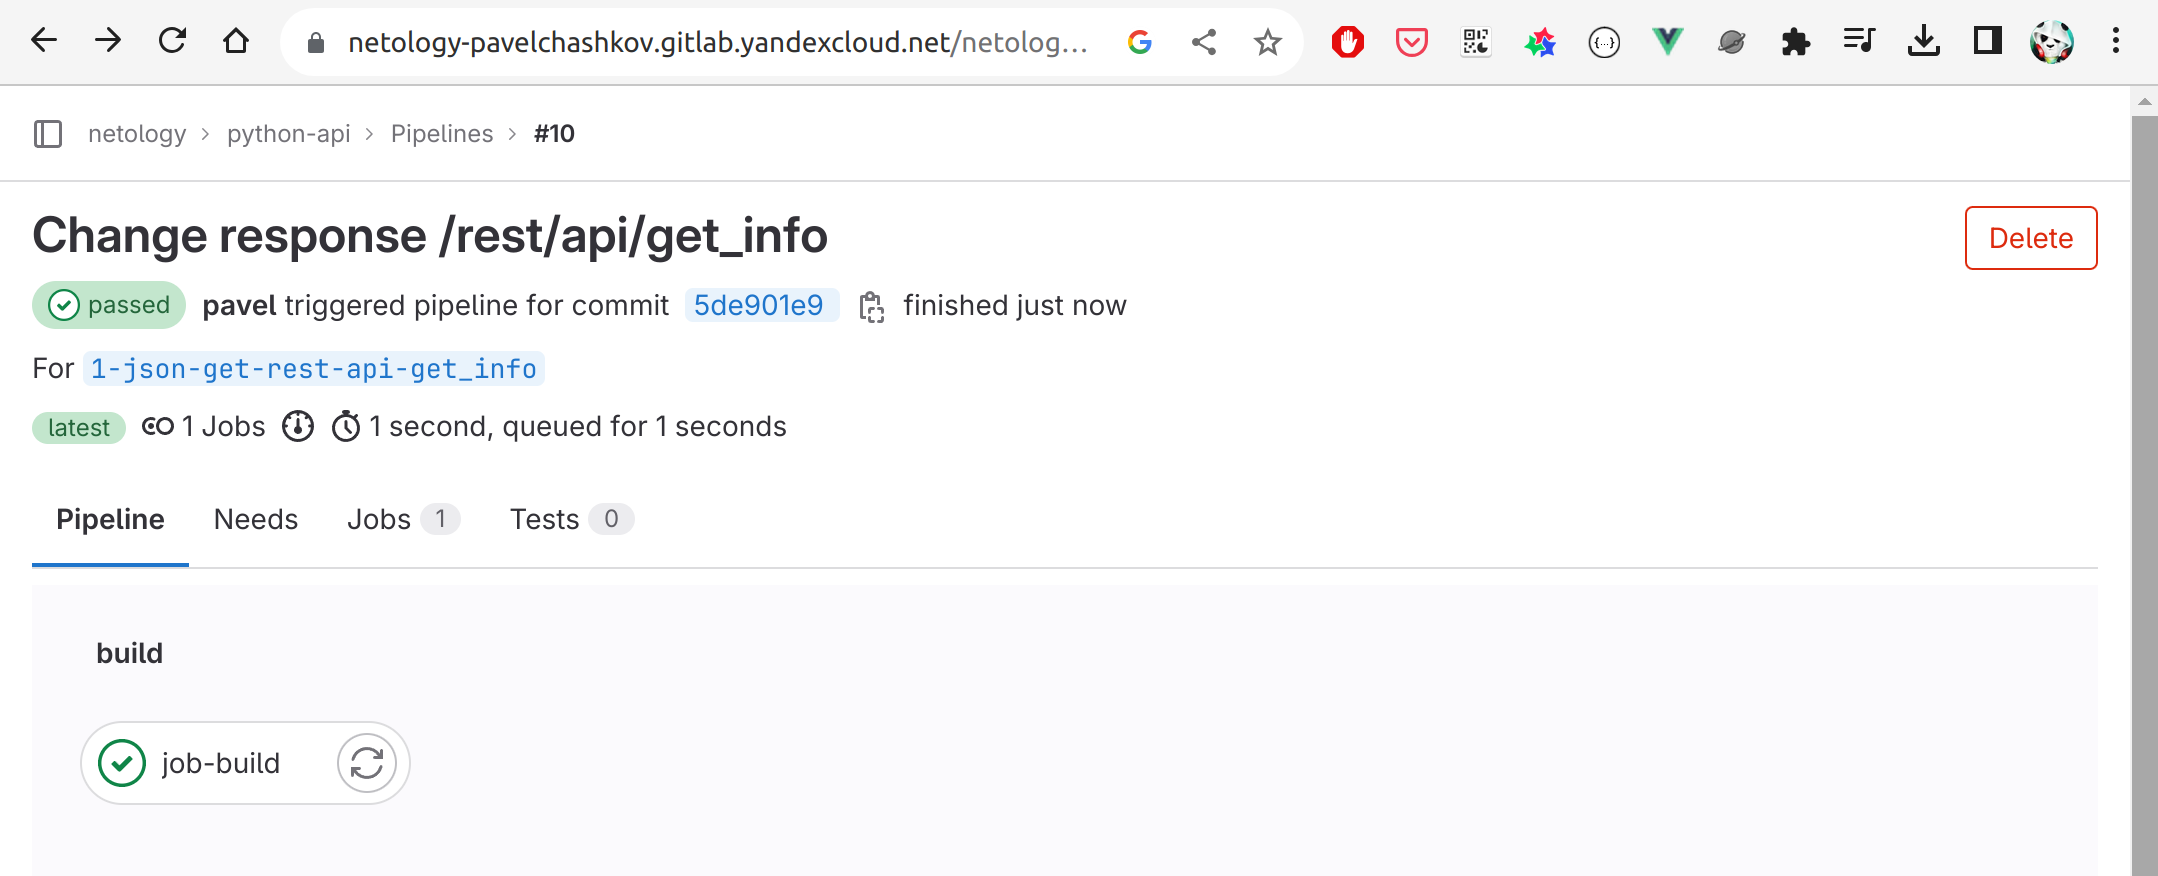 netology-pavelchashkov.gitlab.yandexcloud.net/netolog...
netology > python-api > Pipelines > #10
Change response /rest/api/get_info
Delete
passed pavel triggered pipeline for commit 5de901e9 finished just now
For 1-json-get-rest-api-get_info
latest 1 Jobs 1 second, queued for 1 seconds
Pipeline Needs Jobs 1 Tests 0
build
job-build